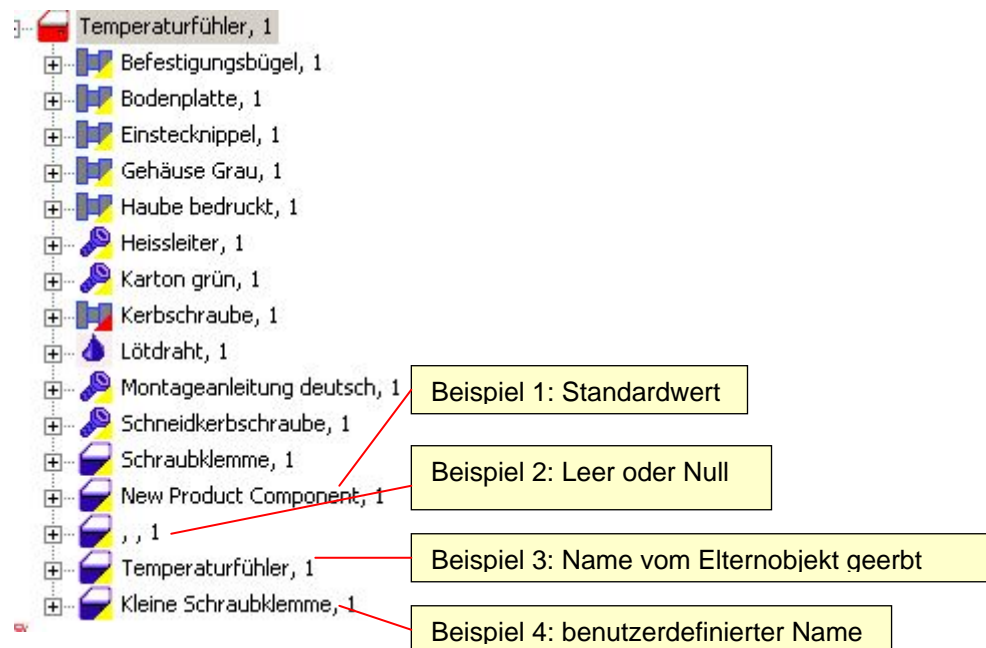 Temperaturfühler, 1
Befestigungsbügel, 1
Bodenplatte, 1
Einstecknippel, 1
Gehäuse Grau, 1
Haube bedruckt, 1
Heissleiter, 1
Karton grün, 1
Kerbschraube, 1
Lötdraht, 1
Montageanleitung deutsch, 1
Beispiel 1: Standardwert
Schneidkerbschraube, 1
Schraubklemme, 1
Beispiel 2: Leer oder Null
New Product Component, 1
, , 1
Beispiel 3: Name vom Elternobjekt geerbt
Temperaturfühler, 1
Kleine Schraubklemme, 1
Beispiel 4: benutzerdefinierter Name